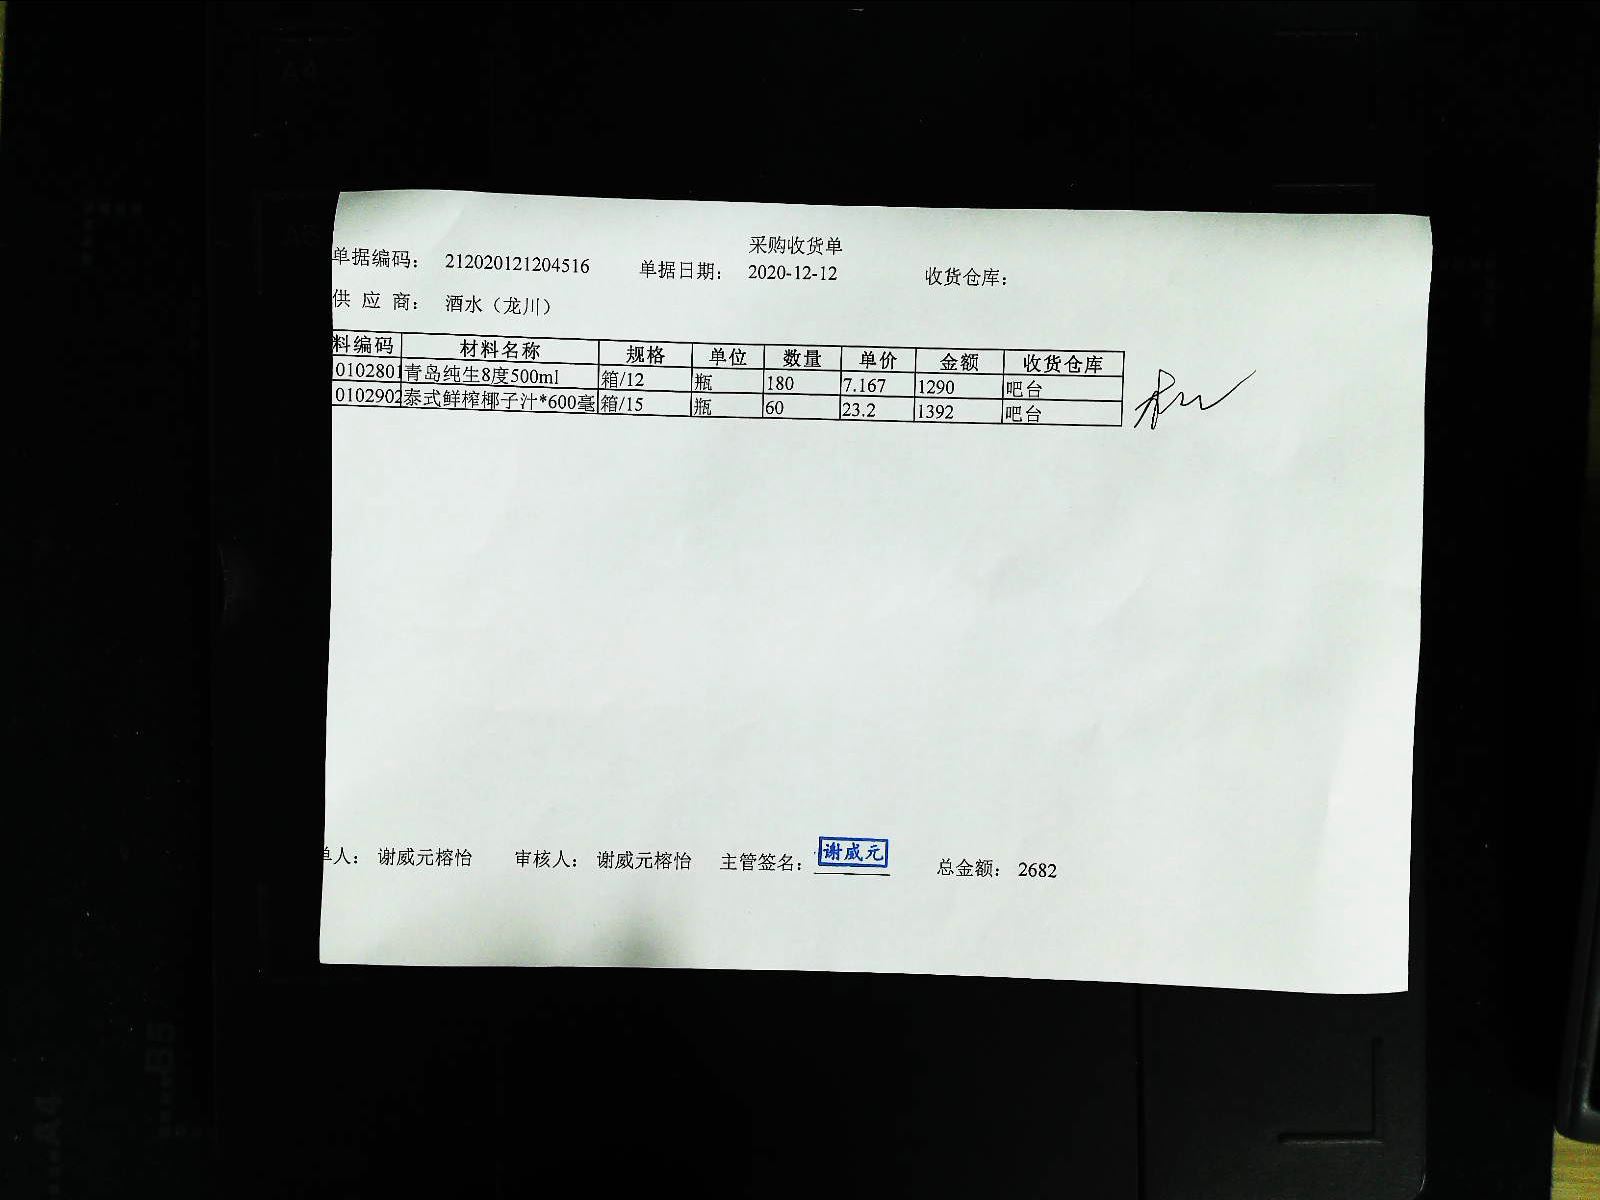 采购收货单
单据编码： 212020121204516 单据日期： 2020-12-12 收货仓库：
供 应 商： 酒水（龙川）
料编码 材料名称 规格 单位 数量 单价 金额 收货仓库
0102801 青岛纯生8度500ml 箱/12 瓶 180 7.167 1290 吧台
0102902 泰式鲜榨椰子汁*600毫 箱/15 瓶 60 23.2 1392 吧台
单人： 谢威元榕怡 审核人： 谢威元榕怡 主管签名： 谢威元 总金额： 2682